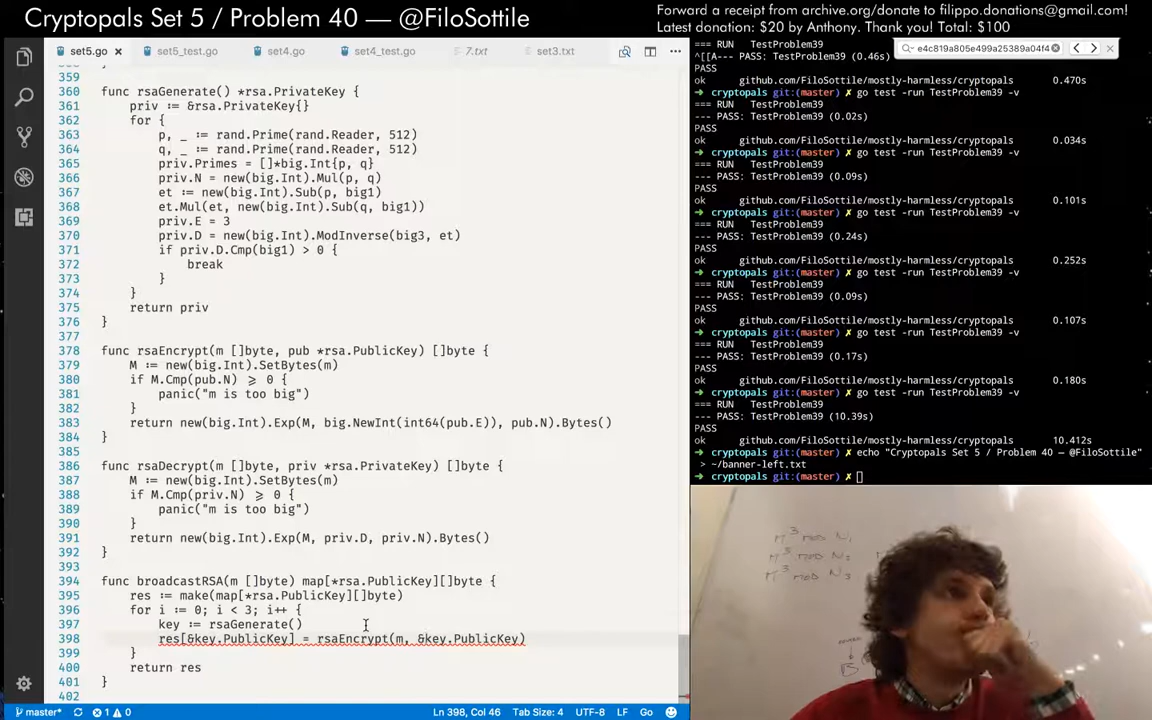 Cryptopals Set 5 / Problem 40 — @FiloSottile
Forward a receipt from archive.org/donate to filippo.donations@gmail.com!
Latest donation: $20 by Anthony. Thank you! Total: $100
set5.go
set5_test.go
set4.go
set4_test.go
7.txt
set3.txt
359
360 func rsaGenerate() *rsa.PrivateKey {
361 priv := &rsa.PrivateKey{}
362 for {
363 p, _ := rand.Prime(rand.Reader, 512)
364 q, _ := rand.Prime(rand.Reader, 512)
365 priv.Primes = []*big.Int{p, q}
366 priv.N = new(big.Int).Mul(p, q)
367 et := new(big.Int).Sub(p, big1)
368 et.Mul(et, new(big.Int).Sub(q, big1))
369 priv.E = 3
370 priv.D = new(big.Int).ModInverse(big3, et)
371 if priv.D.Cmp(big1) > 0 {
372 break
373 }
374 }
375 return priv
376 }
377
378 func rsaEncrypt(m []byte, pub *rsa.PublicKey) []byte {
379 M := new(big.Int).SetBytes(m)
380 if M.Cmp(pub.N) >= 0 {
381 panic("m is too big")
382 }
383 return new(big.Int).Exp(M, big.NewInt(int64(pub.E)), pub.N).Bytes()
384 }
385
386 func rsaDecrypt(m []byte, priv *rsa.PrivateKey) []byte {
387 M := new(big.Int).SetBytes(m)
388 if M.Cmp(priv.N) >= 0 {
389 panic("m is too big")
390 }
391 return new(big.Int).Exp(M, priv.D, priv.N).Bytes()
392 }
393
394 func broadcastRSA(m []byte) map[*rsa.PublicKey][]byte {
395 res := make(map[*rsa.PublicKey][]byte)
396 for i := 0; i < 3; i++ {
397 key := rsaGenerate()
398 res[&key.PublicKey] = rsaEncrypt(m, &key.PublicKey)
399 }
400 return res
401 }
402
master* 1 0
Ln 398, Col 46 Tab Size: 4 UTF-8 LF Go
e4c819a805e499a25389a04f4
=== RUN TestProblem39
^[[A--- PASS: TestProblem39 (0.46s)
PASS
ok github.com/FiloSottile/mostly-harmless/cryptopals 0.470s
➜ cryptopals git:(master) ✗ go test -run TestProblem39 -v
=== RUN TestProblem39
--- PASS: TestProblem39 (0.02s)
PASS
ok github.com/FiloSottile/mostly-harmless/cryptopals 0.034s
➜ cryptopals git:(master) ✗ go test -run TestProblem39 -v
=== RUN TestProblem39
--- PASS: TestProblem39 (0.09s)
PASS
ok github.com/FiloSottile/mostly-harmless/cryptopals 0.101s
➜ cryptopals git:(master) ✗ go test -run TestProblem39 -v
=== RUN TestProblem39
--- PASS: TestProblem39 (0.24s)
PASS
ok github.com/FiloSottile/mostly-harmless/cryptopals 0.252s
➜ cryptopals git:(master) ✗ go test -run TestProblem39 -v
=== RUN TestProblem39
--- PASS: TestProblem39 (0.09s)
PASS
ok github.com/FiloSottile/mostly-harmless/cryptopals 0.107s
➜ cryptopals git:(master) ✗ go test -run TestProblem39 -v
=== RUN TestProblem39
--- PASS: TestProblem39 (0.17s)
PASS
ok github.com/FiloSottile/mostly-harmless/cryptopals 0.180s
➜ cryptopals git:(master) ✗ go test -run TestProblem39 -v
=== RUN TestProblem39
--- PASS: TestProblem39 (10.39s)
PASS
ok github.com/FiloSottile/mostly-harmless/cryptopals 10.412s
➜ cryptopals git:(master) ✗ echo "Cryptopals Set 5 / Problem 40 — @FiloSottile"
> ~/banner-left.txt
➜ cryptopals git:(master) ✗
M³ mod N₁
M³ mod N₂
M³ mod N₃
B